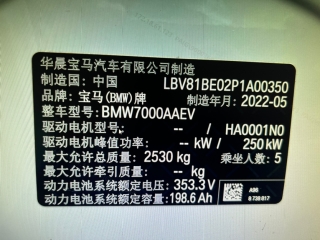 华晨宝马汽车有限公司制造
制造国：中国 LBV81BE02P1A00350
品牌：宝马(BMW)牌 制造年月：2022-05
整车型号：BMW7000AAEV
驱动电机型号： -- / HA0001N0
驱动电机峰值功率： -- kW / 250 kW
最大允许总质量：2530 kg 乘坐人数：5
最大允许牵引质量： -- kg
动力电池系统额定电压：353.3 V
动力电池系统额定容量：198.6 Ah
A96
8 738 817